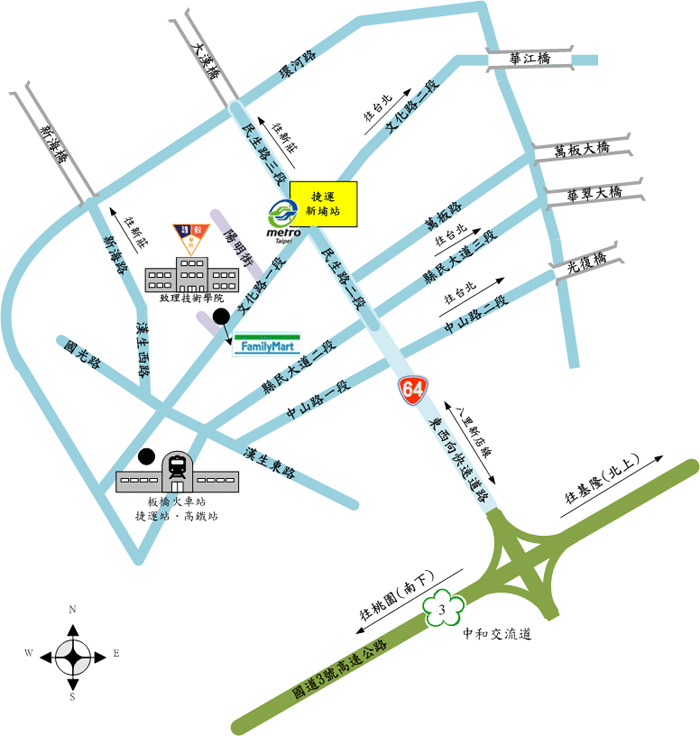 大漢橋
環河路
華江橋
往台北
文化路二段
新海橋
往新莊
民生路三段
萬板大橋
捷運
新埔站
華翠大橋
萬板路
metro
Taipei
往新莊
新海路
陽明街
往台北
縣民大道三段
民生路二段
光復橋
致理技術學院
文化路一段
往台北
中山路二段
FamilyMart
漢生西路
國光路
縣民大道二段
中山路一段
64
八里新店線
東西向快速道路
漢生東路
板橋火車站
捷運站、高鐵站
往基隆(北上)
往桃園(南下)
3
中和交流道
國道3號高速公路
N
W
E
S